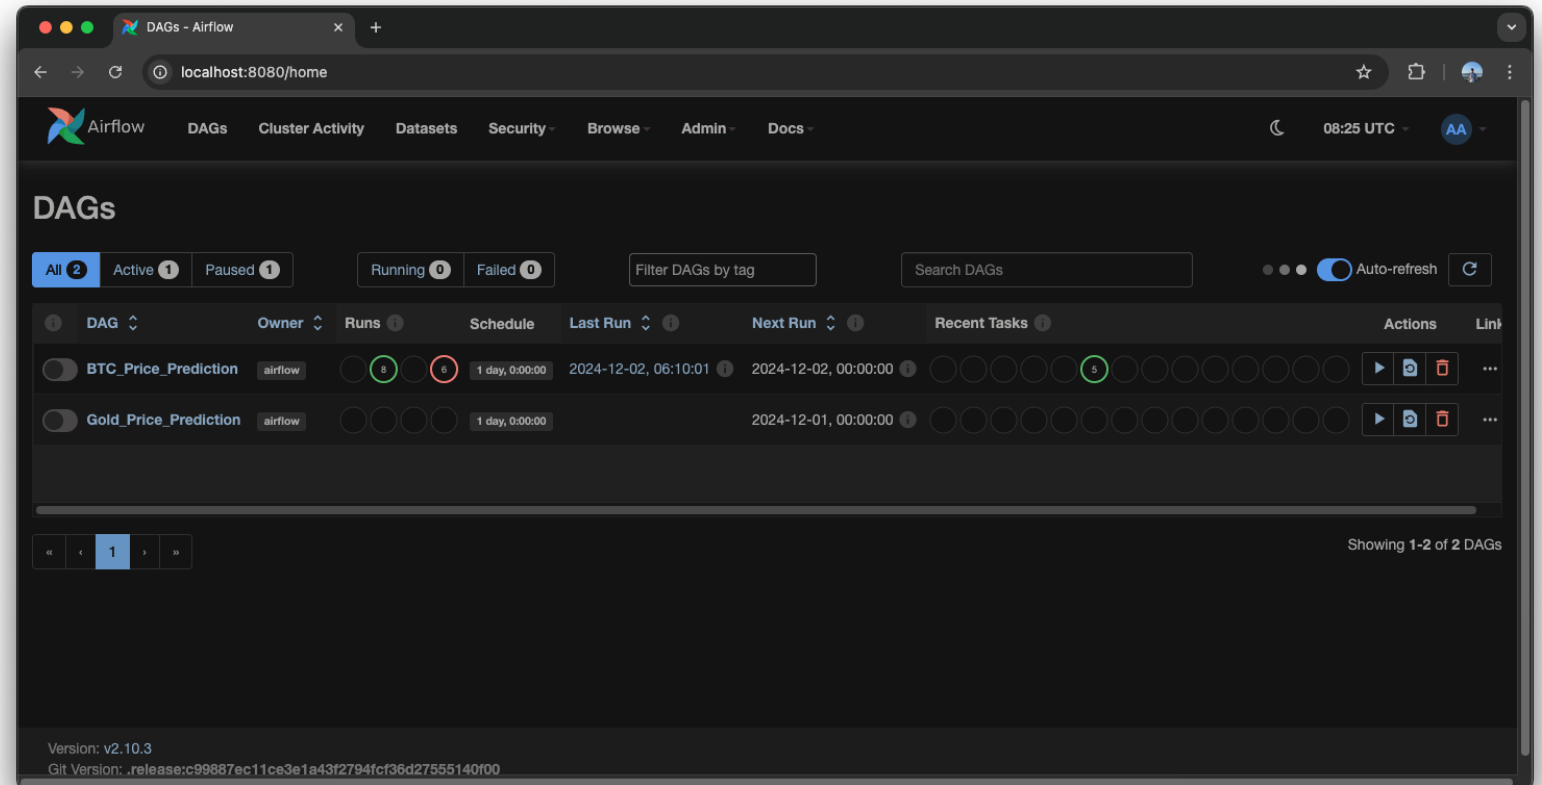 DAGs - Airflow
localhost:8080/home
Airflow DAGs Cluster Activity Datasets Security Browse Admin Docs 08:25 UTC AA
DAGs
All 2 Active 1 Paused 1 Running 0 Failed 0 Filter DAGs by tag Search DAGs Auto-refresh
DAG Owner Runs Schedule Last Run Next Run Recent Tasks Actions Link
BTC_Price_Prediction airflow 8 6 1 day, 0:00:00 2024-12-02, 06:10:01 2024-12-02, 00:00:00 5
Gold_Price_Prediction airflow 1 day, 0:00:00 2024-12-01, 00:00:00
« ‹ 1 › » Showing 1-2 of 2 DAGs
Version: v2.10.3
Git Version: .release:c99887ec11ce3e1a43f2794fcf36d27555140f00